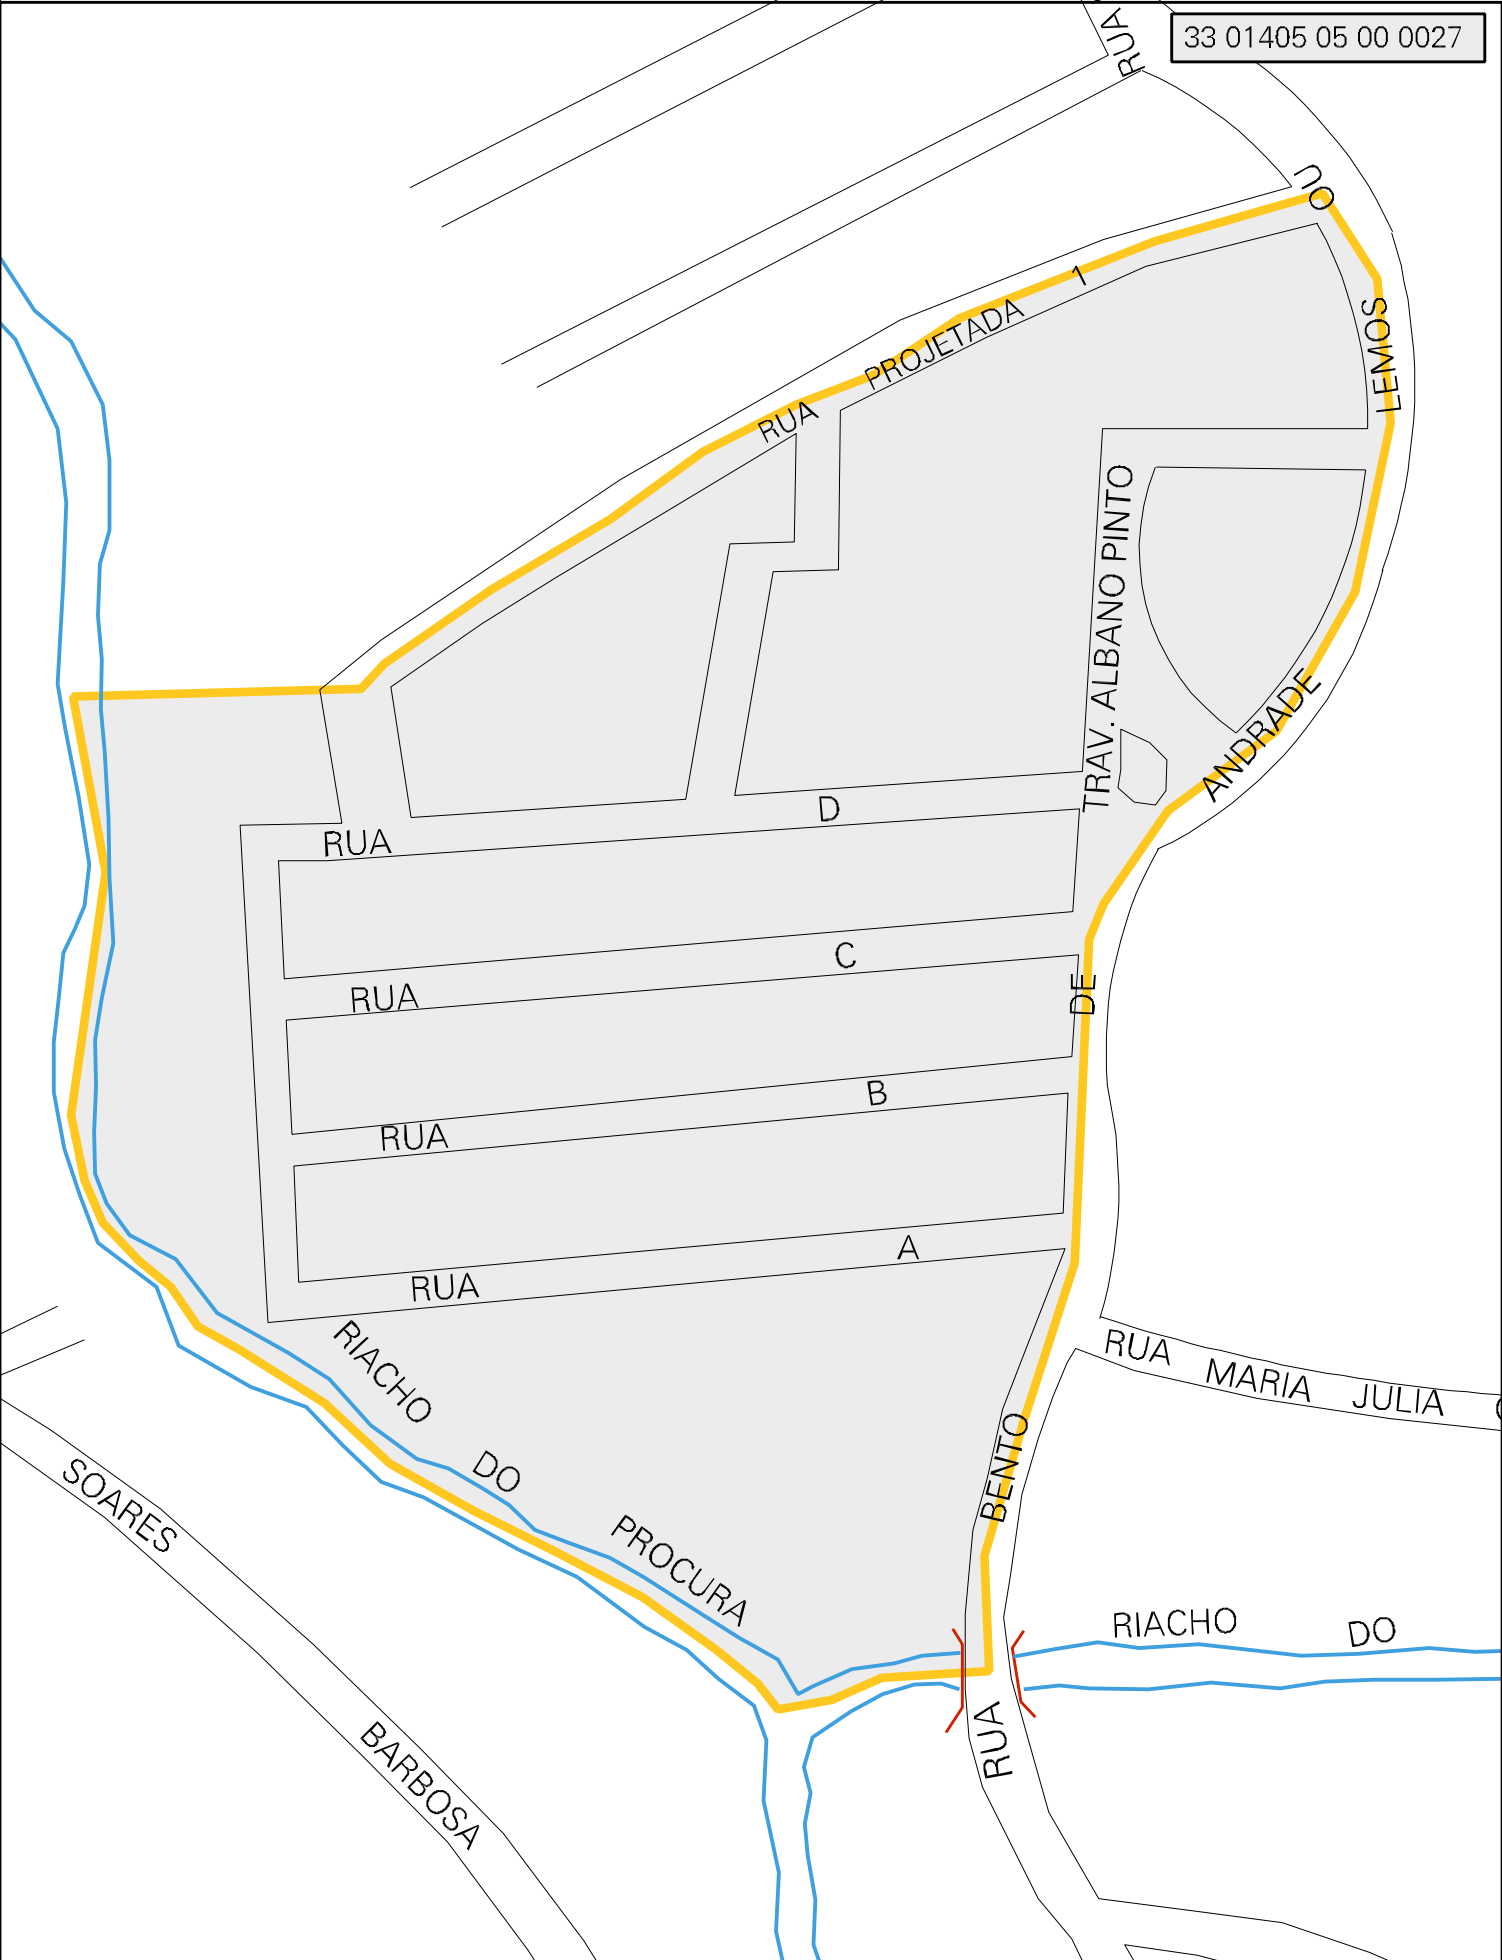 33 01405 05 00 0027
RUA
OU
RUA PROJETADA 1
LEMOS
TRAV. ALBANO PINTO
ANDRADE
RUA D
RUA C
DE
RUA B
RUA A
RUA MARIA JULIA
RIACHO DO PROCURA
BENTO
SOARES
RIACHO DO
RUA
BARBOSA